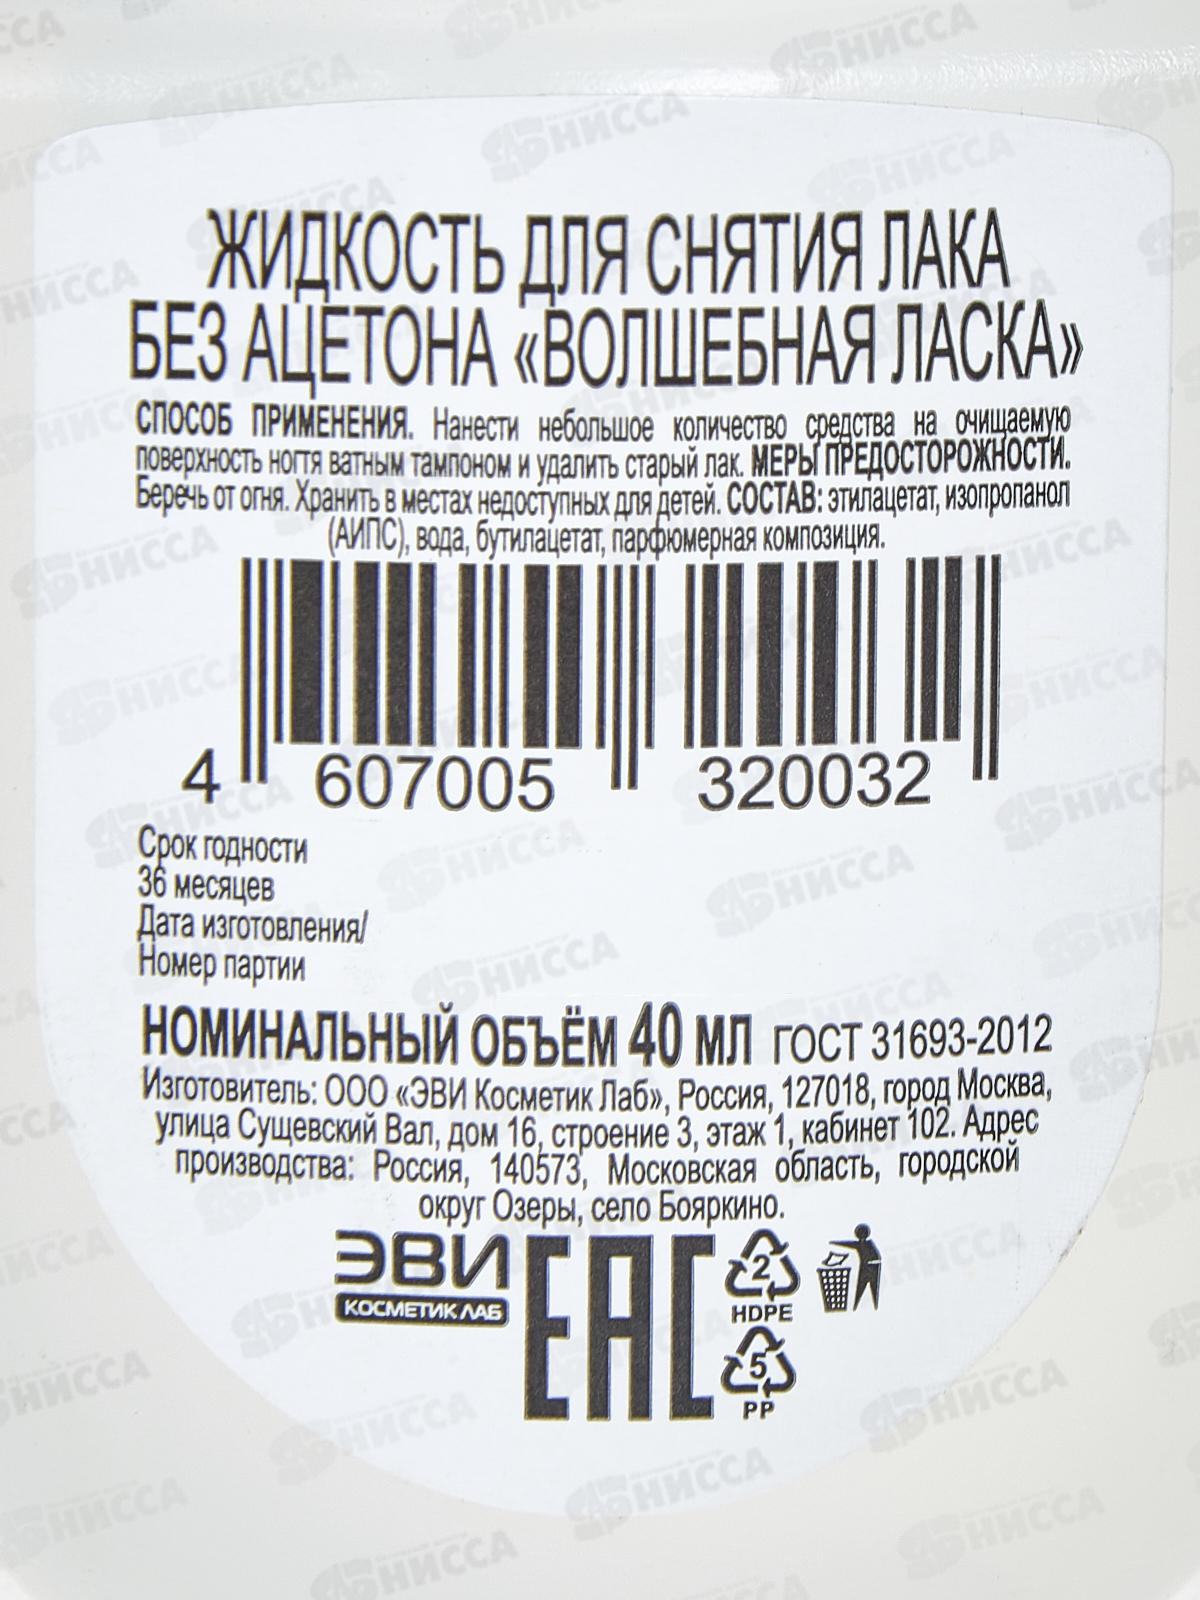 ЖИДКОСТЬ ДЛЯ СНЯТИЯ ЛАКА
БЕЗ АЦЕТОНА «ВОЛШЕБНАЯ ЛАСКА»
СПОСОБ ПРИМЕНЕНИЯ. Нанести небольшое количество средства на очищаемую
поверхность ногтя ватным тампоном и удалить старый лак. МЕРЫ ПРЕДОСТОРОЖНОСТИ.
Беречь от огня. Хранить в местах недоступных для детей. СОСТАВ: этилацетат, изопропанол
(АИПС), вода, бутилацетат, парфюмерная композиция.
4 607005 320032
Срок годности
36 месяцев
Дата изготовления/
Номер партии
НОМИНАЛЬНЫЙ ОБЪЁМ 40 МЛ ГОСТ 31693-2012
Изготовитель: ООО «ЭВИ Косметик Лаб», Россия, 127018, город Москва,
улица Сущевский Вал, дом 16, строение 3, этаж 1, кабинет 102. Адрес
производства: Россия, 140573, Московская область, городской
округ Озеры, село Бояркино.
ЭВИ
КОСМЕТИК ЛАБ
EAC
2
HDPE
5
PP
НИССА